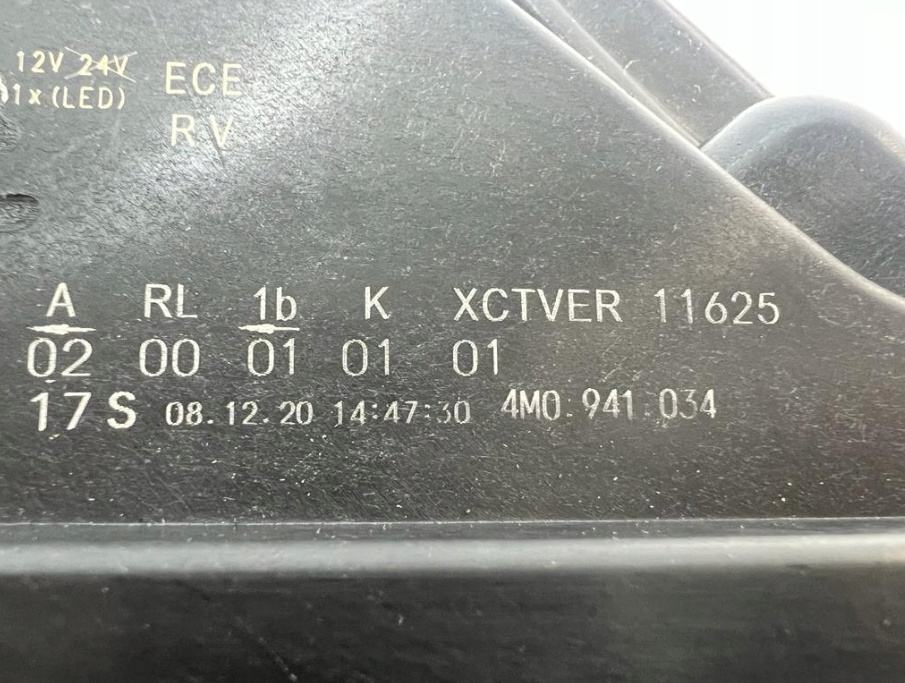 12V 24V ECE
01x(LED)
RV
A RL 1b K XCTVER 11625
02 00 01 01 01
17 S 08.12.20 14:47:30 4M0.941.034